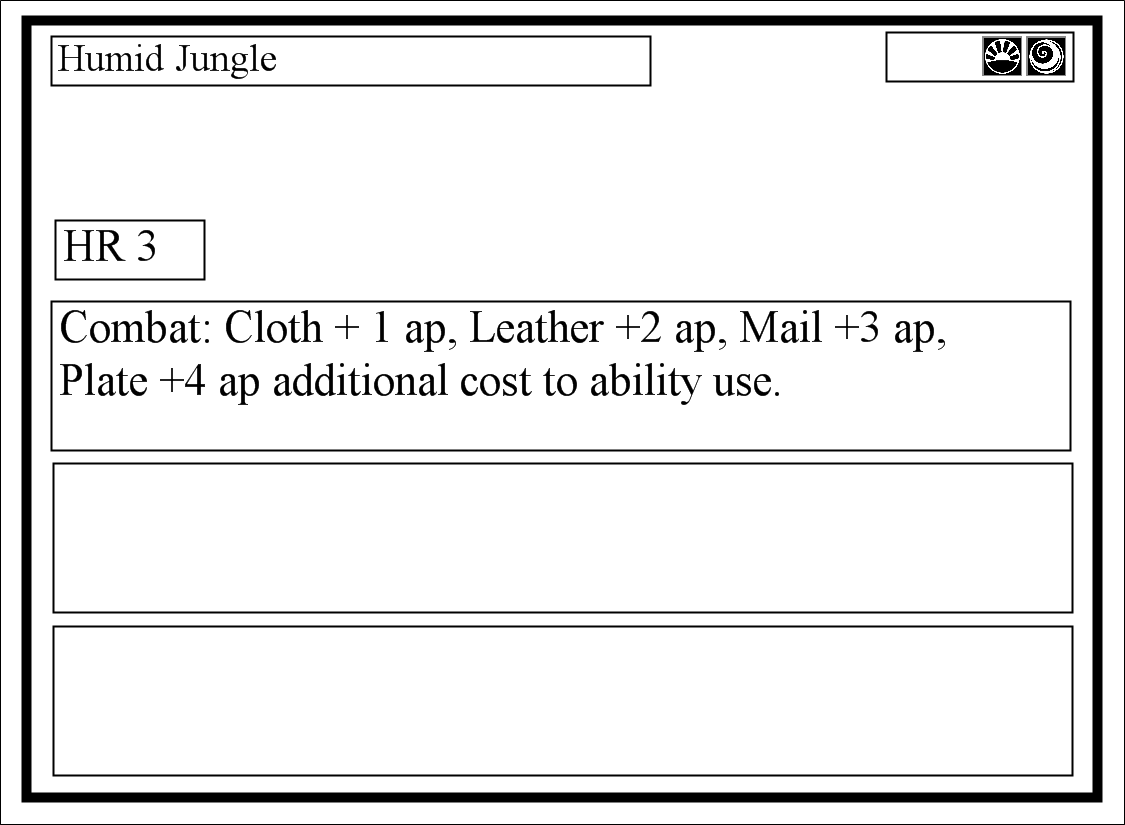 Humid Jungle
HR 3
Combat: Cloth + 1 ap, Leather +2 ap, Mail +3 ap,
Plate +4 ap additional cost to ability use.